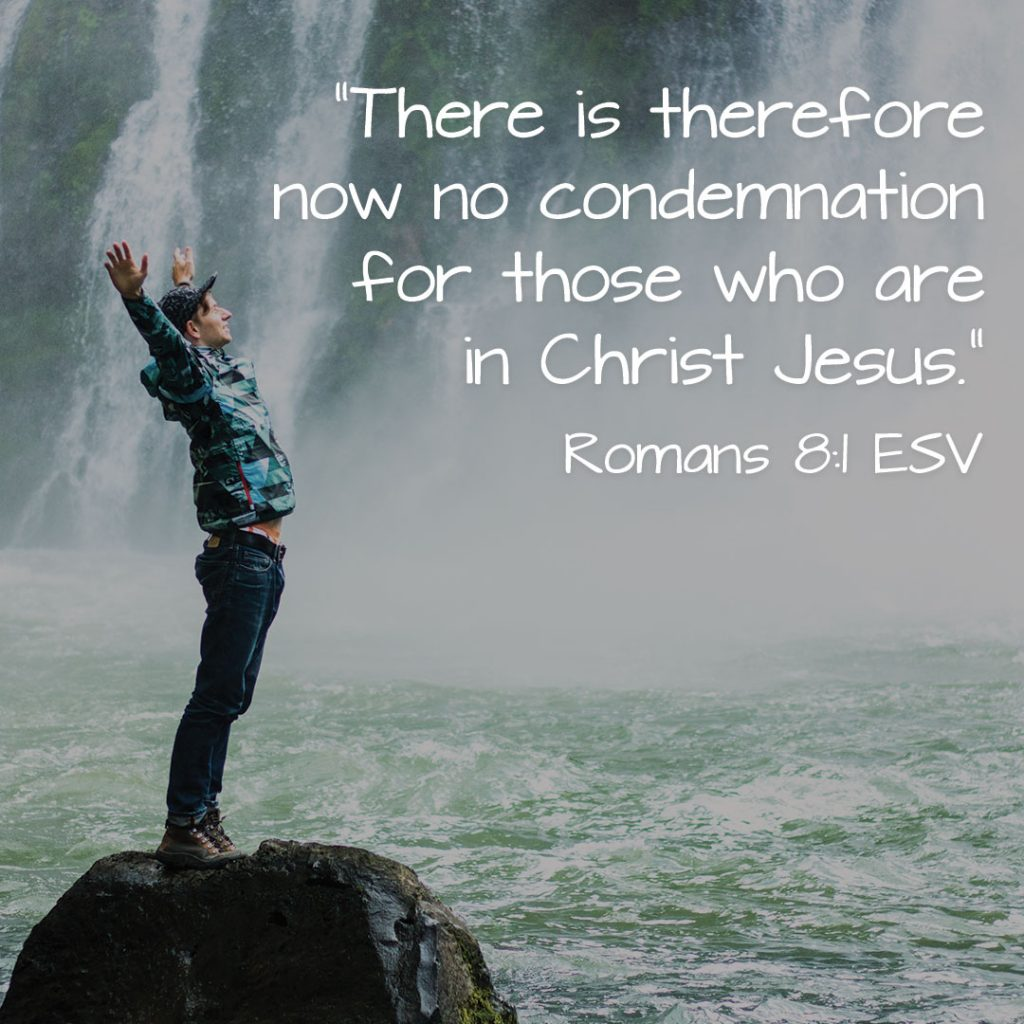 "There is therefore
now no condemnation
for those who are
in Christ Jesus."
Romans 8:1 ESV